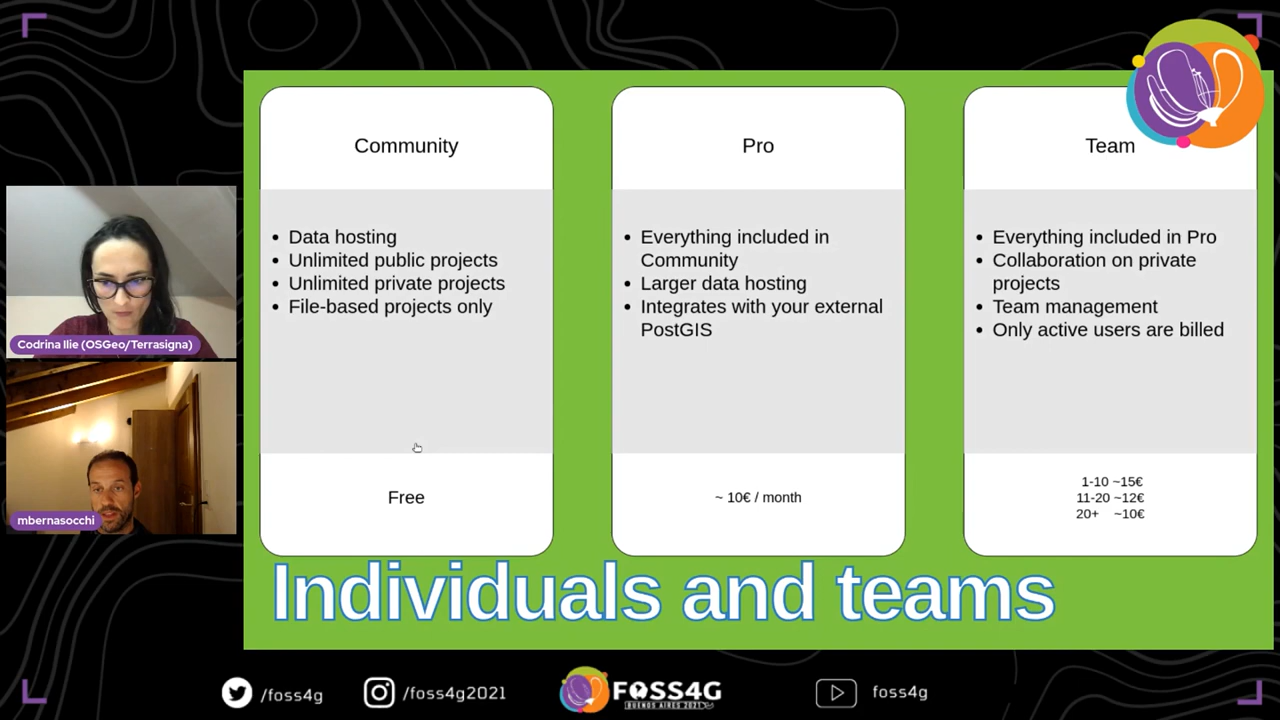 Community
Data hosting
Unlimited public projects
Unlimited private projects
File-based projects only
Free
Pro
Everything included in
Community
Larger data hosting
Integrates with your external
PostGIS
~ 10€ / month
Team
Everything included in Pro
Collaboration on private
projects
Team management
Only active users are billed
1-10 ~15€
11-20 ~12€
20+ ~10€
Individuals and teams
Codrina Ilie (OSGeo/Terrasigna)
mbernasocchi
/foss4g
/foss4g2021
FOSS4G
BUENOS AIRES 2021
foss4g